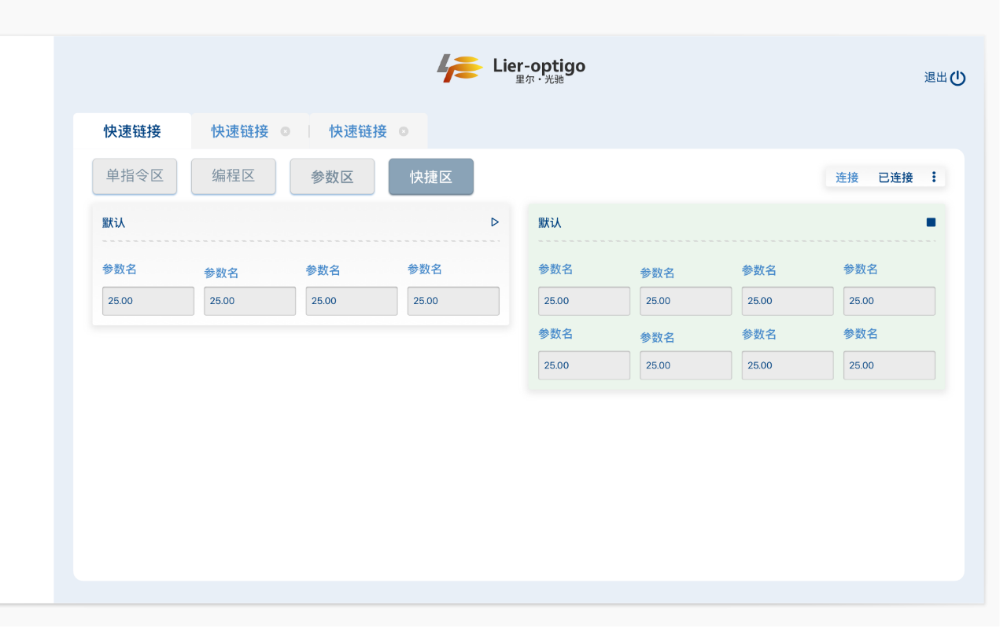 Lier-optigo
里尔·光驰
退出
快速链接 快速链接 快速链接
单指令区 编程区 参数区 快捷区
连接 已连接
默认
参数名 参数名 参数名 参数名
25.00 25.00 25.00 25.00
默认
参数名 参数名 参数名 参数名
25.00 25.00 25.00 25.00
参数名 参数名 参数名 参数名
25.00 25.00 25.00 25.00